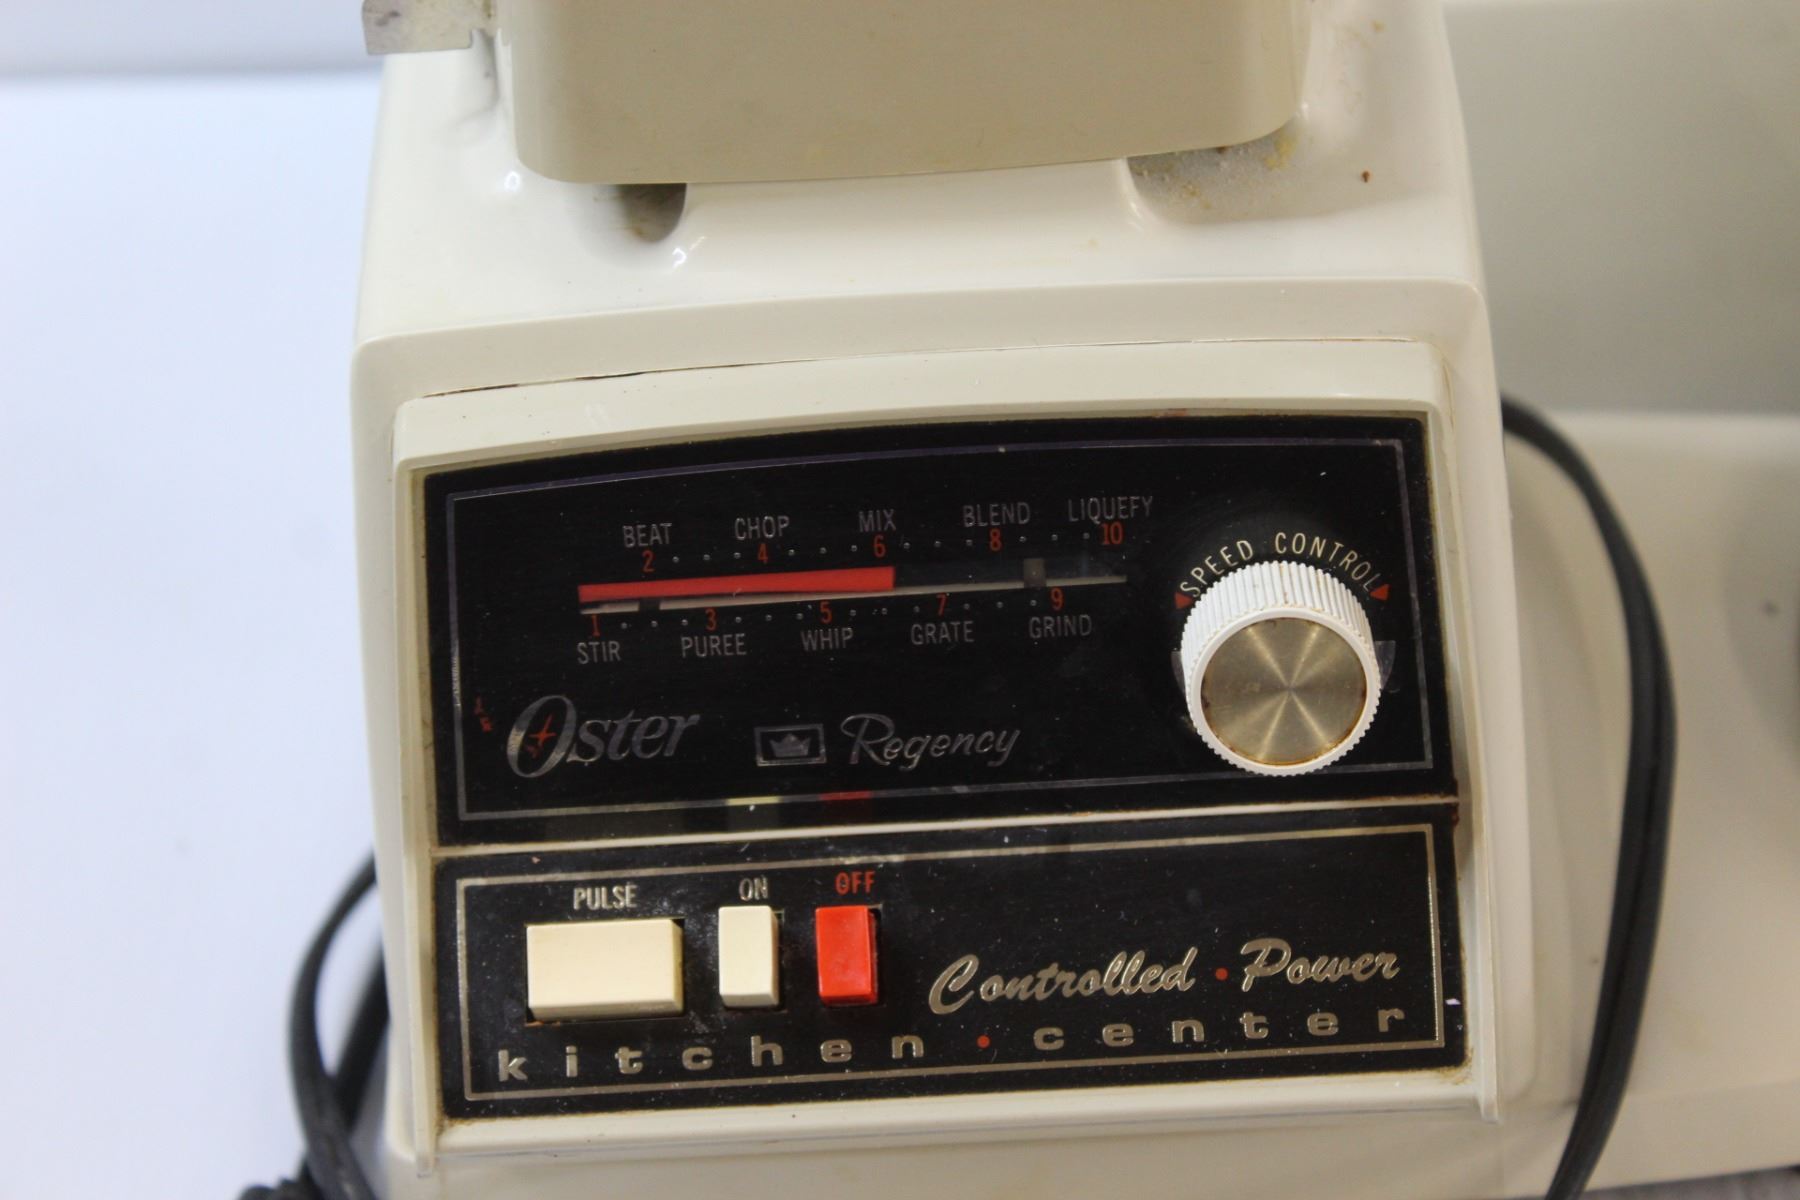 BEAT CHOP MIX BLEND LIQUEFY
2 4 6 8 10
1 3 5 7 9
STIR PUREE WHIP GRATE GRIND
SPEED CONTROL
Oster Regency
PULSE ON OFF
Controlled · Power
kitchen · center